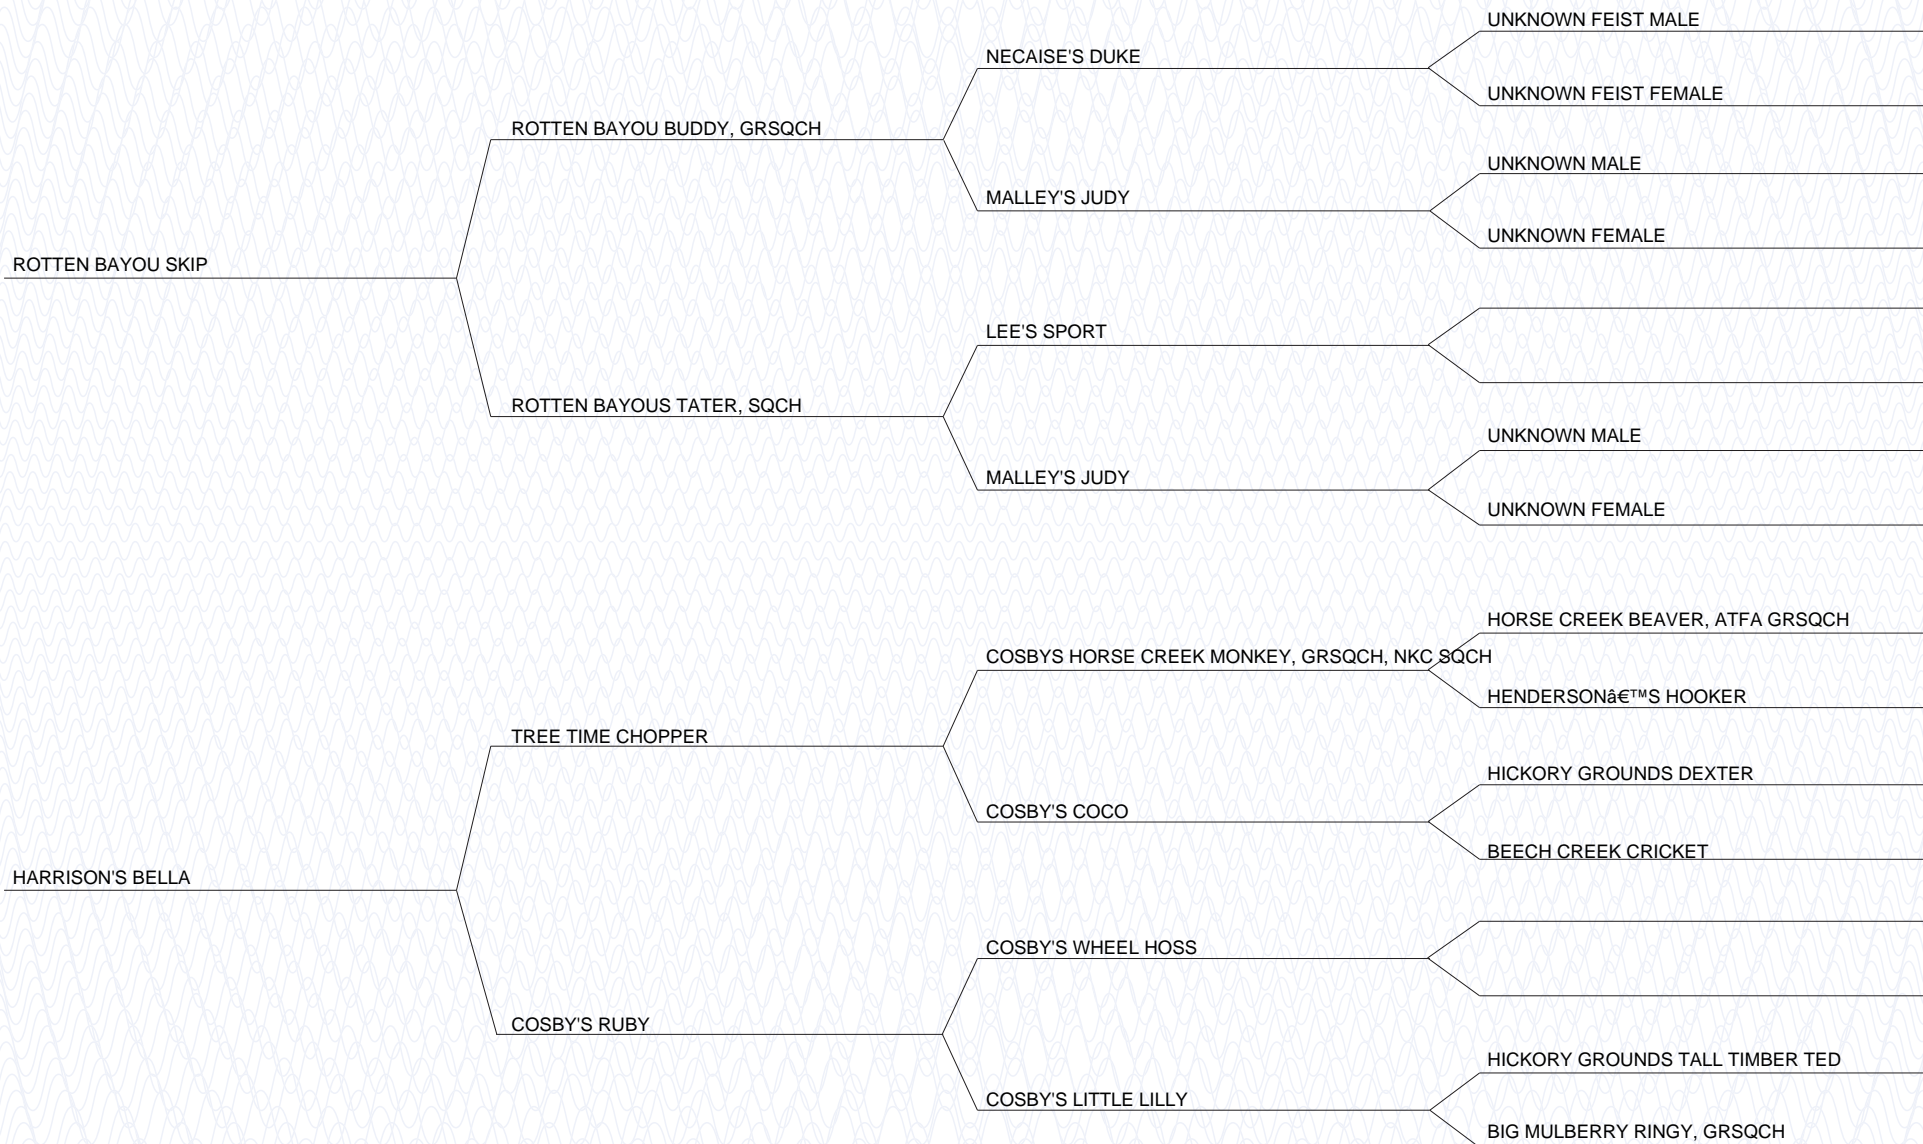 UNKNOWN FEIST MALE
NECAISE'S DUKE
UNKNOWN FEIST FEMALE
ROTTEN BAYOU BUDDY, GRSQCH
UNKNOWN MALE
MALLEY'S JUDY
UNKNOWN FEMALE
ROTTEN BAYOU SKIP
LEE'S SPORT
ROTTEN BAYOUS TATER, SQCH
UNKNOWN MALE
MALLEY'S JUDY
UNKNOWN FEMALE
HORSE CREEK BEAVER, ATFA GRSQCH
COSBYS HORSE CREEK MONKEY, GRSQCH, NKC SQCH
HENDERSONâ€™S HOOKER
TREE TIME CHOPPER
HICKORY GROUNDS DEXTER
COSBY'S COCO
BEECH CREEK CRICKET
HARRISON'S BELLA
COSBY'S WHEEL HOSS
COSBY'S RUBY
HICKORY GROUNDS TALL TIMBER TED
COSBY'S LITTLE LILLY
BIG MULBERRY RINGY, GRSQCH